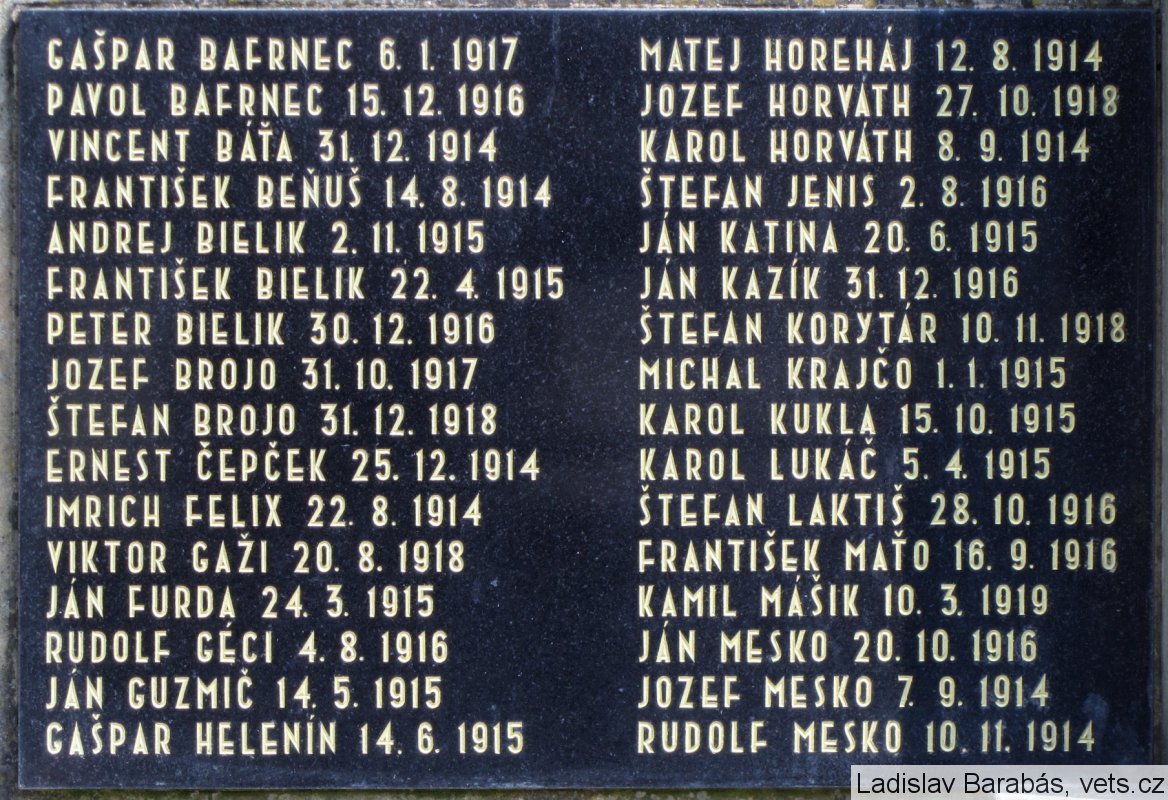 GAŠPAR BAFRNEC 6. 1. 1917
PAVOL BAFRNEC 15. 12. 1916
VINCENT BÁŤA 31. 12. 1914
FRANTIŠEK BEŇUŠ 14. 8. 1914
ANDREJ BIELIK 2. 11. 1915
FRANTIŠEK BIELIK 22. 4. 1915
PETER BIELIK 30. 12. 1916
JOZEF BROJO 31. 10. 1917
ŠTEFAN BROJO 31. 12. 1918
ERNEST ČEPČEK 25. 12. 1914
IMRICH FELIX 22. 8. 1914
VIKTOR GAŽI 20. 8. 1918
JÁN FURDA 24. 3. 1915
RUDOLF GÉCI 4. 8. 1916
JÁN GUZMIČ 14. 5. 1915
GAŠPAR HELENÍN 14. 6. 1915
MATEJ HOREHÁJ 12. 8. 1914
JOZEF HORVÁTH 27. 10. 1918
KAROL HORVÁTH 8. 9. 1914
ŠTEFAN JENIS 2. 8. 1916
JÁN KATINA 20. 6. 1915
JÁN KAZÍK 31. 12. 1916
ŠTEFAN KORYTÁR 10. 11. 1918
MICHAL KRAJČO 1. 1. 1915
KAROL KUKLA 15. 10. 1915
KAROL LUKÁČ 5. 4. 1915
ŠTEFAN LAKTIŠ 28. 10. 1916
FRANTIŠEK MAŤO 16. 9. 1916
KAMIL MÁŠIK 10. 3. 1919
JÁN MESKO 20. 10. 1916
JOZEF MESKO 7. 9. 1914
RUDOLF MESKO 10. 11. 1914
Ladislav Barabás, vets.cz